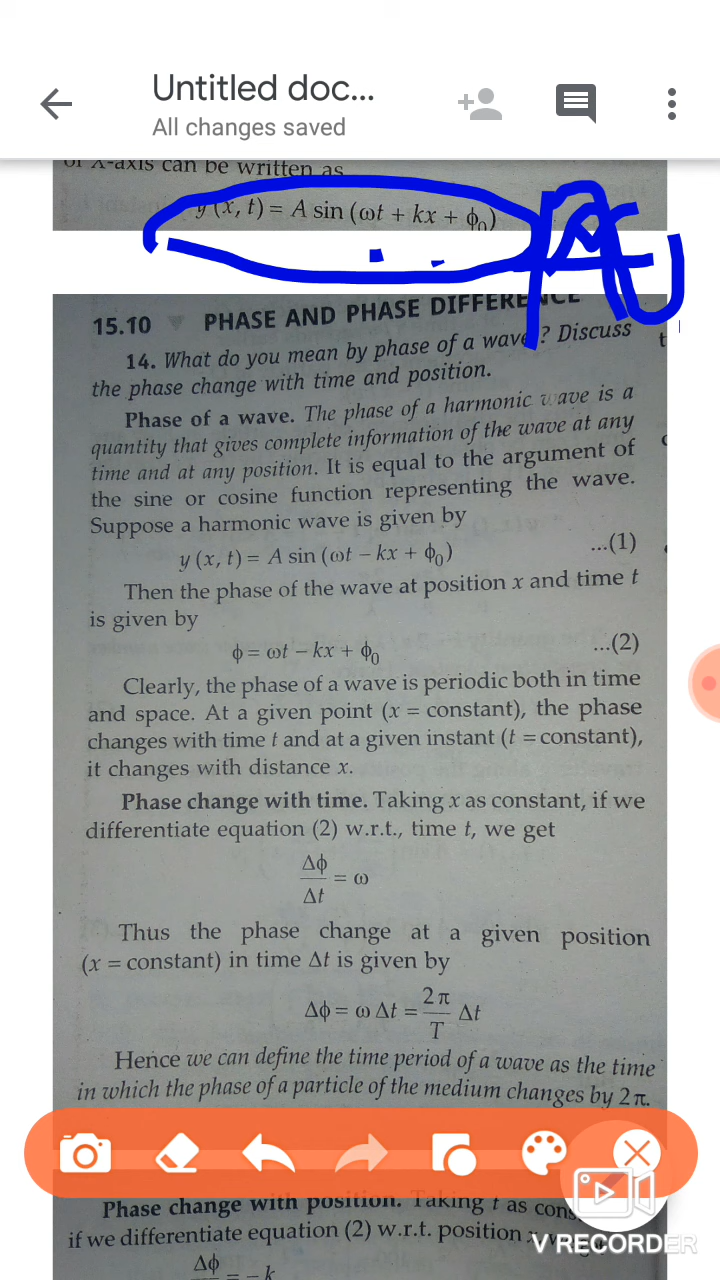 Untitled doc...
All changes saved
of X-axis can be written as
y (x, t) = A sin (ωt + kx + ϕ₀)
15.10 ▼ PHASE AND PHASE DIFFERENCE
14. What do you mean by phase of a wave ? Discuss
the phase change with time and position.
Phase of a wave. The phase of a harmonic wave is a
quantity that gives complete information of the wave at any
time and at any position. It is equal to the argument of
the sine or cosine function representing the wave.
Suppose a harmonic wave is given by
y (x, t) = A sin (ωt – kx + ϕ₀) ...(1)
Then the phase of the wave at position x and time t
is given by
ϕ = ωt – kx + ϕ₀ ...(2)
Clearly, the phase of a wave is periodic both in time
and space. At a given point (x = constant), the phase
changes with time t and at a given instant (t = constant),
it changes with distance x.
Phase change with time. Taking x as constant, if we
differentiate equation (2) w.r.t., time t, we get
Δϕ/Δt = ω
Thus the phase change at a given position
(x = constant) in time Δt is given by
Δϕ = ω Δt = 2π/T Δt
Hence we can define the time period of a wave as the time
in which the phase of a particle of the medium changes by 2π.
Phase change with position. Taking t as cons
if we differentiate equation (2) w.r.t. position
Δϕ = – k
VRECORDER